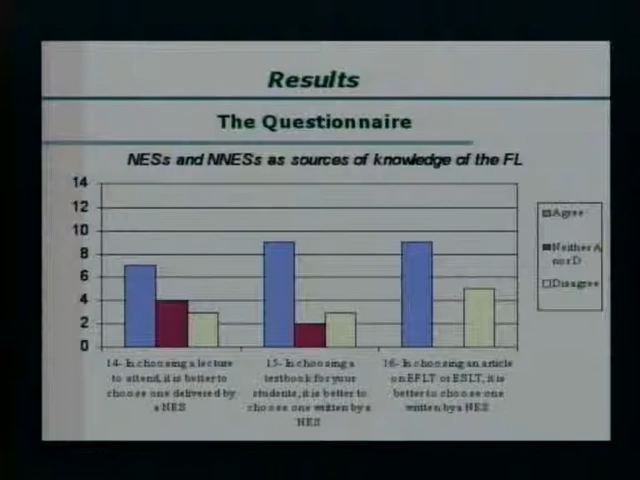 Results
The Questionnaire
NESs and NNESs as sources of knowledge of the FL
14
12
10
8
6
4
2
0
Agree
Neither A
nor D
Disagree
14- In choosing a lecture
to attend, it is better to
choose one delivered by
a NES
15- In choosing a
textbook for your
students, it is better to
choose one written by a
NES
16- In choosing an article
on EFLT or ESLT, it is
better to choose one
written by a NES